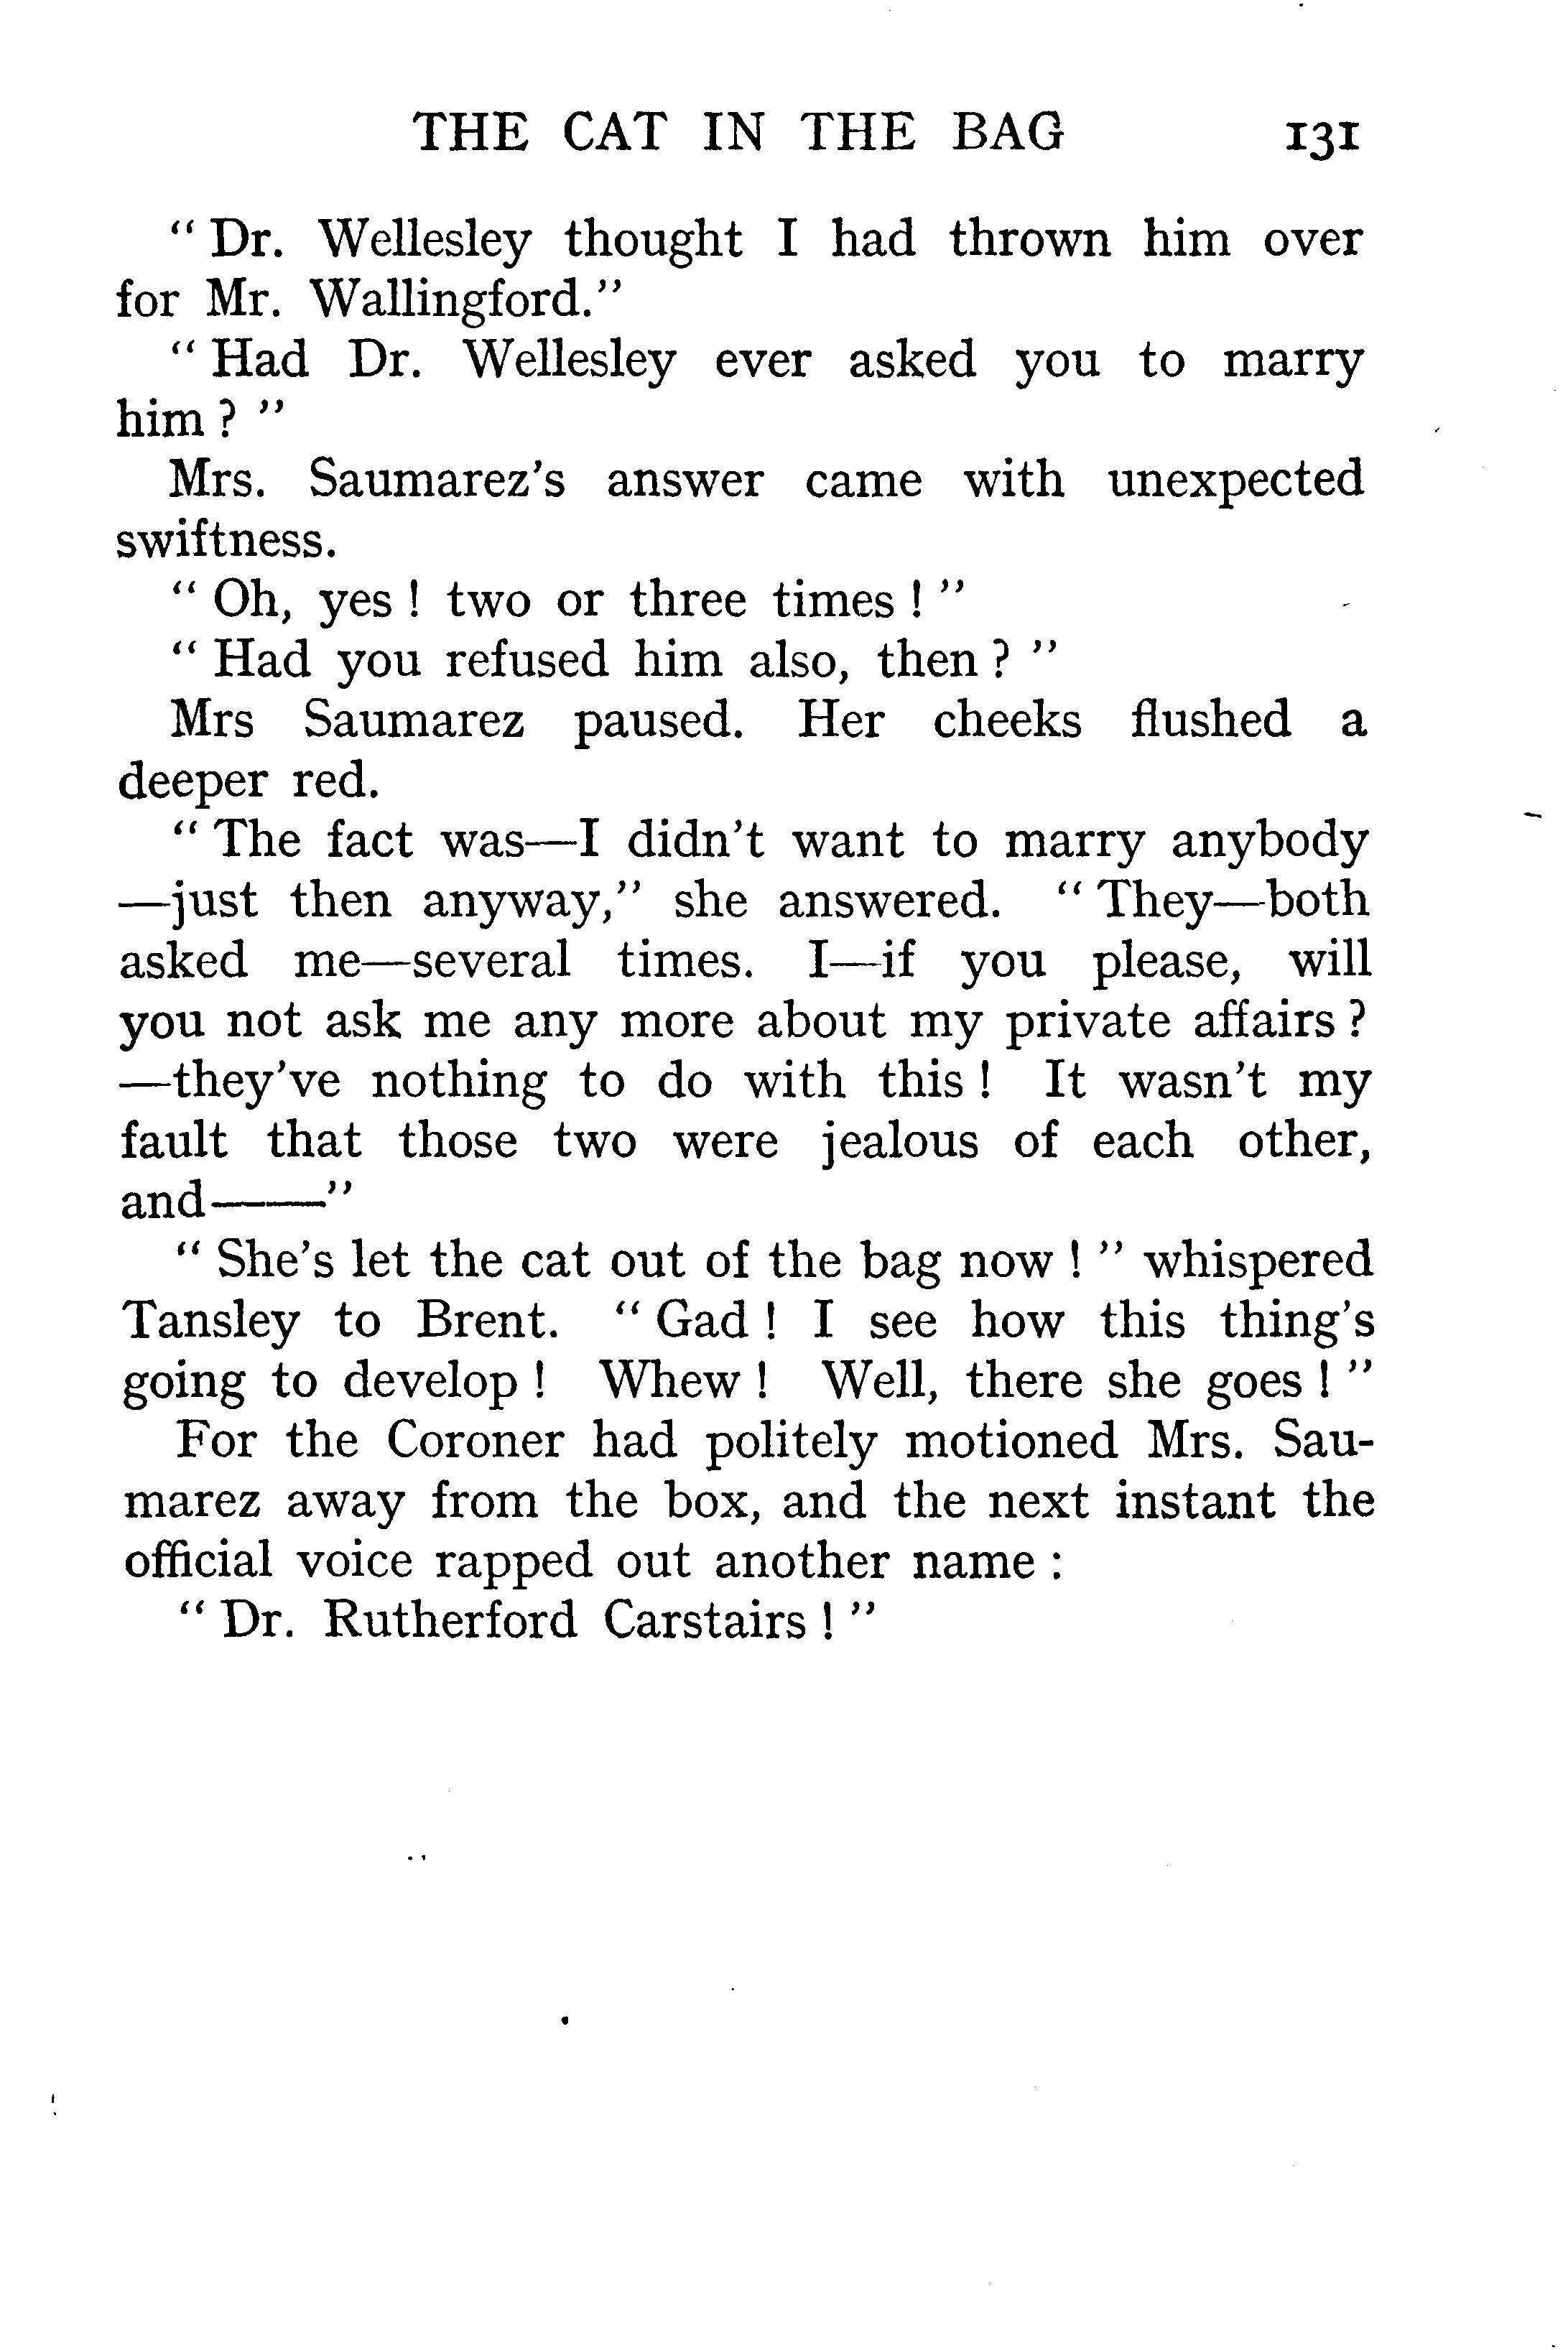 THE CAT IN THE BAG 131
“ Dr. Wellesley thought I had thrown him over
for Mr. Wallingford.”
“ Had Dr. Wellesley ever asked you to marry
him ? ”
Mrs. Saumarez’s answer came with unexpected
swiftness.
“ Oh, yes ! two or three times ! ”
“ Had you refused him also, then ? ”
Mrs Saumarez paused. Her cheeks flushed a
deeper red.
“ The fact was—I didn’t want to marry anybody
—just then anyway,” she answered. “ They—both
asked me—several times. I—if you please, will
you not ask me any more about my private affairs ?
—they’ve nothing to do with this ! It wasn’t my
fault that those two were jealous of each other,
and——”
“ She’s let the cat out of the bag now ! ” whispered
Tansley to Brent. “ Gad ! I see how this thing’s
going to develop ! Whew ! Well, there she goes ! ”
For the Coroner had politely motioned Mrs. Sau-
marez away from the box, and the next instant the
official voice rapped out another name :
“ Dr. Rutherford Carstairs ! ”